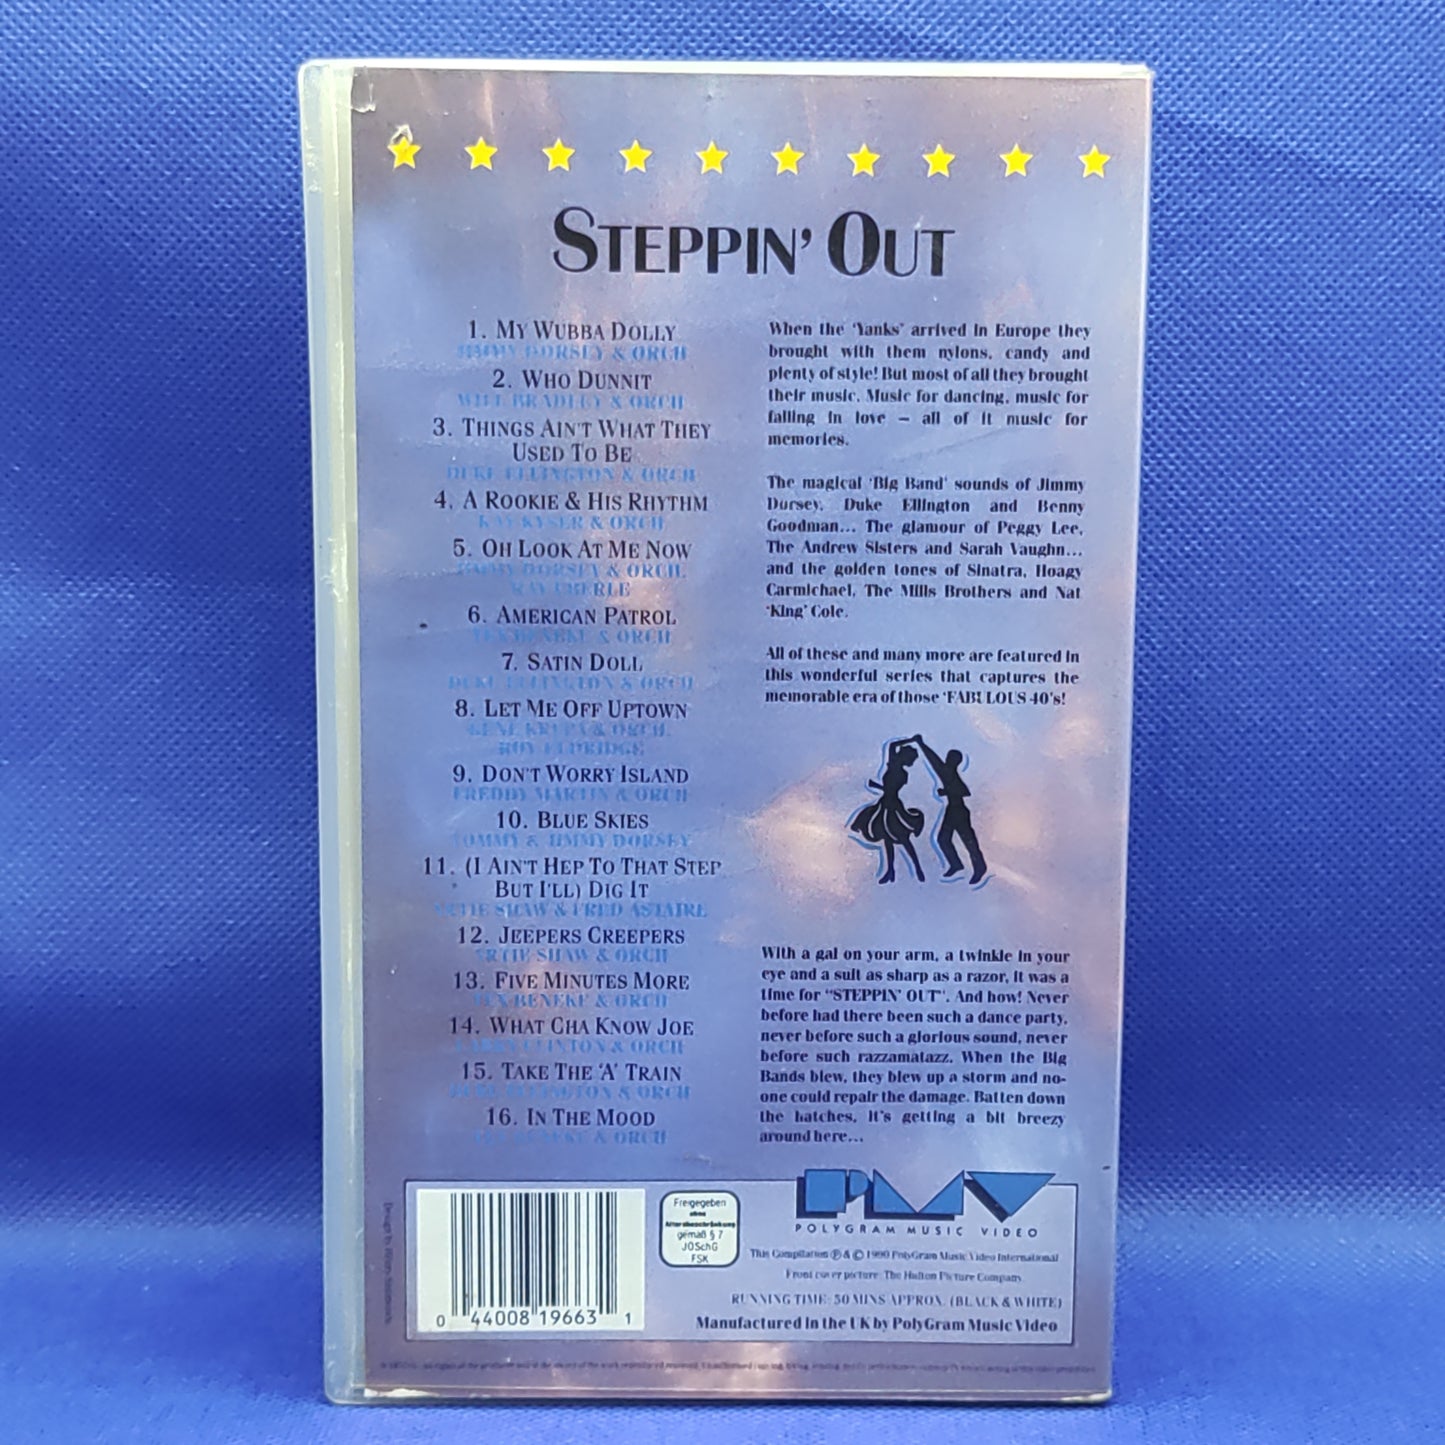 STEPPIN' OUT
1. MY WUBBA DOLLY
JIMMY DORSEY & ORCH
2. WHO DUNNIT
WILL BRADLEY & ORCH
3. THINGS AIN'T WHAT THEY
USED TO BE
DUKE ELLINGTON & ORCH
4. A ROOKIE & HIS RHYTHM
KAY KYSER & ORCH
5. OH LOOK AT ME NOW
JIMMY DORSEY & ORCH.
RAY EBERLE
6. AMERICAN PATROL
TEX BENEKE & ORCH
7. SATIN DOLL
DUKE ELLINGTON & ORCH
8. LET ME OFF UPTOWN
GENE KRUPA & ORCH.
ROY ELDRIDGE
9. DON'T WORRY ISLAND
FREDDY MARTIN & ORCH
10. BLUE SKIES
TOMMY & JIMMY DORSEY
11. (I AIN'T HEP TO THAT STEP
BUT I'LL) DIG IT
ARTIE SHAW & FRED ASTAIRE
12. JEEPERS CREEPERS
ARTIE SHAW & ORCH
13. FIVE MINUTES MORE
TEX BENEKE & ORCH
14. WHAT CHA KNOW JOE
LARRY CLINTON & ORCH
15. TAKE THE 'A' TRAIN
DUKE ELLINGTON & ORCH
16. IN THE MOOD
TEX BENEKE & ORCH
When the 'Yanks' arrived in Europe they
brought with them nylons, candy and
plenty of style! But most of all they brought
their music. Music for dancing, music for
falling in love – all of it music for
memories.
The magical 'Big Band' sounds of Jimmy
Dorsey, Duke Ellington and Benny
Goodman... The glamour of Peggy Lee,
The Andrew Sisters and Sarah Vaughn...
and the golden tones of Sinatra, Hoagy
Carmichael, The Mills Brothers and Nat
'King' Cole.
All of these and many more are featured in
this wonderful series that captures the
memorable era of those 'FABULOUS 40's!
With a gal on your arm, a twinkle in your
eye and a suit as sharp as a razor, it was a
time for "STEPPIN' OUT". And how! Never
before had there been such a dance party,
never before such a glorious sound, never
before such razzamatazz. When the Big
Bands blew, they blew up a storm and no-
one could repair the damage. Batten down
the hatches, it's getting a bit breezy
around here...
PMV
POLYGRAM MUSIC VIDEO
Freigegeben
ohne
Altersbeschränkung
gemäß § 7
JÖSchG
FSK
This Compilation ℗ & © 1990 PolyGram Music Video International
Front cover picture: The Hulton Picture Company
RUNNING TIME: 50 MINS APPROX. (BLACK & WHITE)
Manufactured in the UK by PolyGram Music Video
0 44008 19663 1